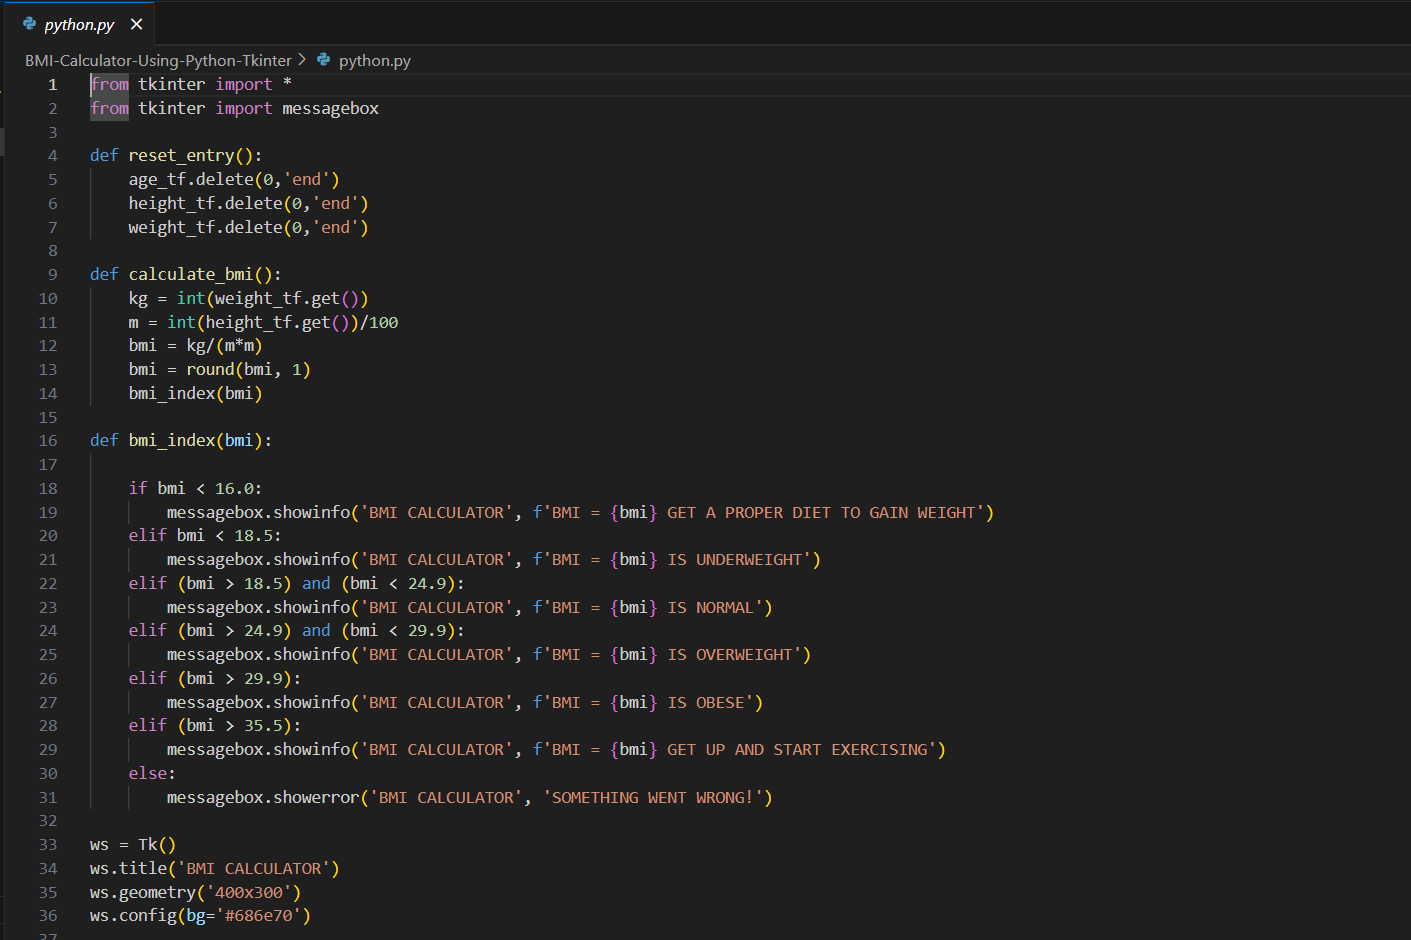 python.py ×
BMI-Calculator-Using-Python-Tkinter > python.py
1 from tkinter import *
2 from tkinter import messagebox
3
4 def reset_entry():
5     age_tf.delete(0,'end')
6     height_tf.delete(0,'end')
7     weight_tf.delete(0,'end')
8
9 def calculate_bmi():
10     kg = int(weight_tf.get())
11     m = int(height_tf.get())/100
12     bmi = kg/(m*m)
13     bmi = round(bmi, 1)
14     bmi_index(bmi)
15
16 def bmi_index(bmi):
17
18     if bmi < 16.0:
19         messagebox.showinfo('BMI CALCULATOR', f'BMI = {bmi} GET A PROPER DIET TO GAIN WEIGHT')
20     elif bmi < 18.5:
21         messagebox.showinfo('BMI CALCULATOR', f'BMI = {bmi} IS UNDERWEIGHT')
22     elif (bmi > 18.5) and (bmi < 24.9):
23         messagebox.showinfo('BMI CALCULATOR', f'BMI = {bmi} IS NORMAL')
24     elif (bmi > 24.9) and (bmi < 29.9):
25         messagebox.showinfo('BMI CALCULATOR', f'BMI = {bmi} IS OVERWEIGHT')
26     elif (bmi > 29.9):
27         messagebox.showinfo('BMI CALCULATOR', f'BMI = {bmi} IS OBESE')
28     elif (bmi > 35.5):
29         messagebox.showinfo('BMI CALCULATOR', f'BMI = {bmi} GET UP AND START EXERCISING')
30     else:
31         messagebox.showerror('BMI CALCULATOR', 'SOMETHING WENT WRONG!')
32
33 ws = Tk()
34 ws.title('BMI CALCULATOR')
35 ws.geometry('400x300')
36 ws.config(bg='#686e70')
37